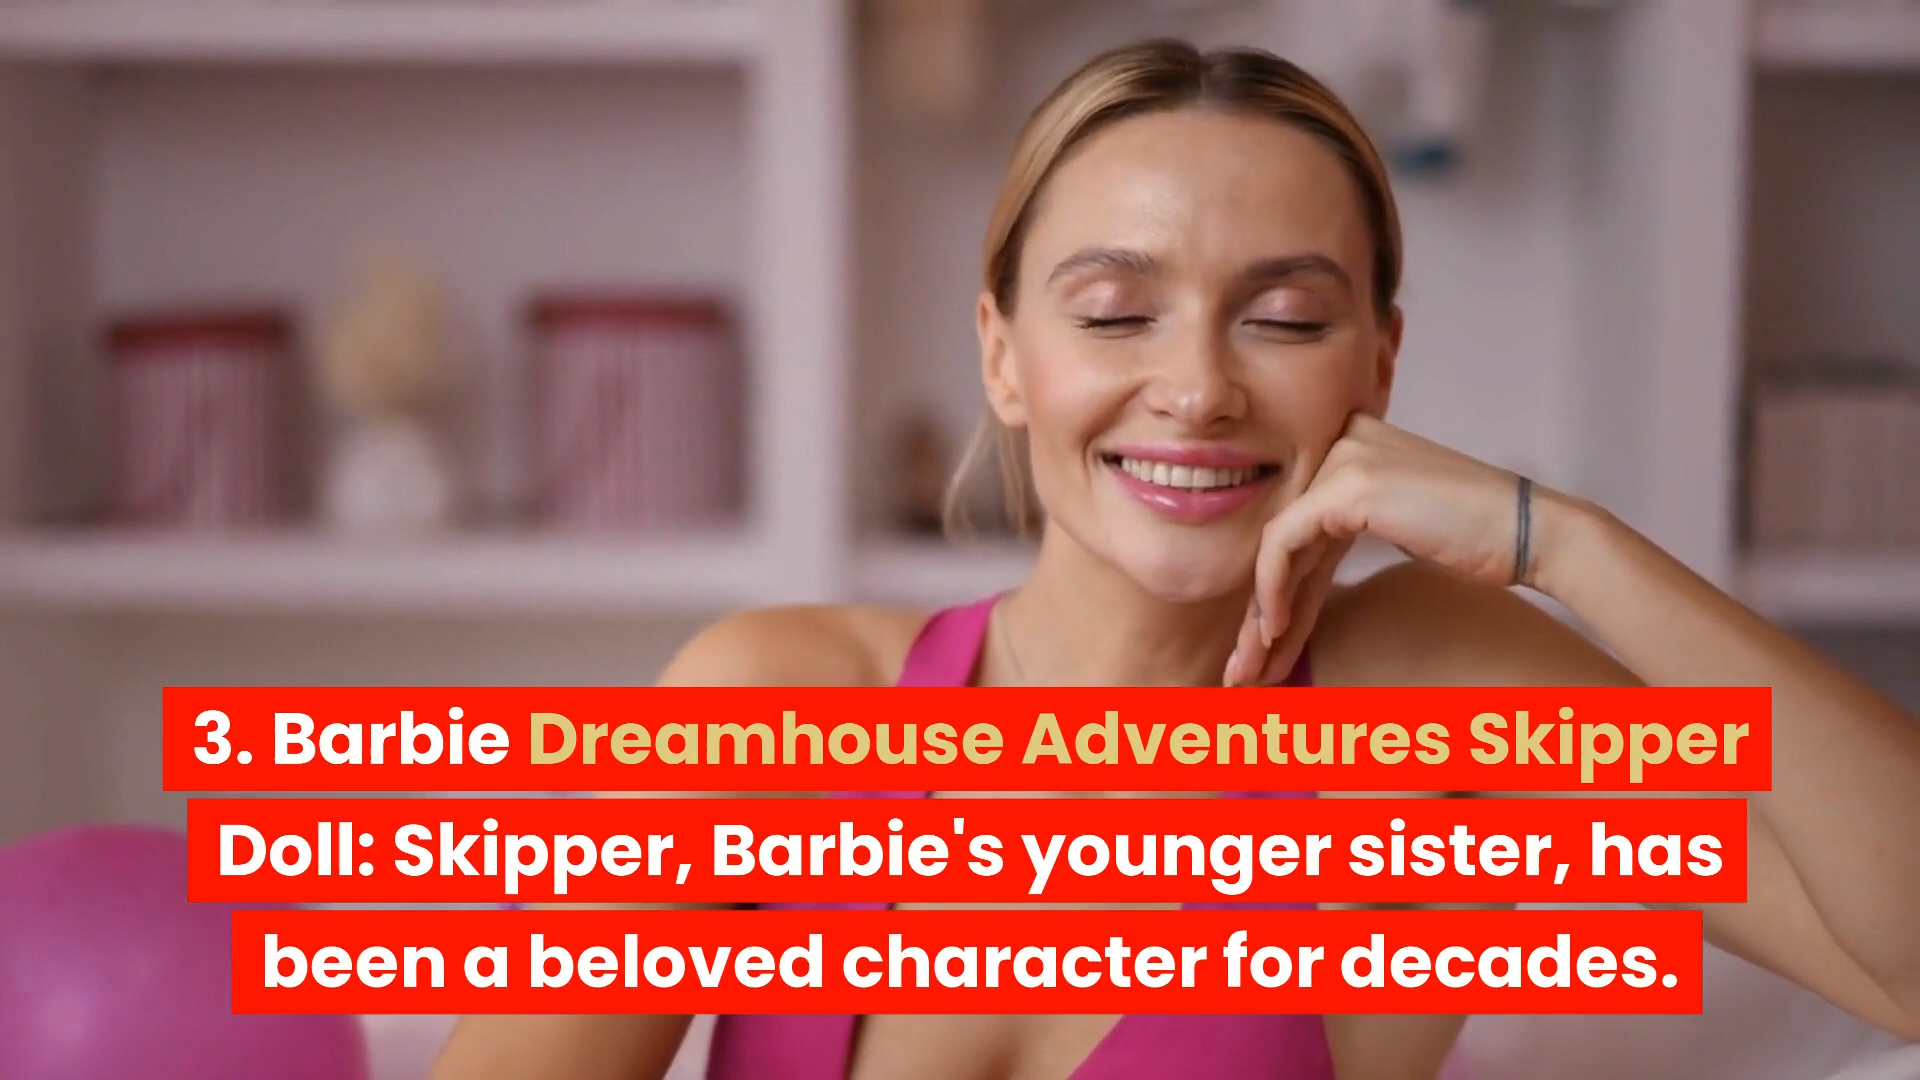 3. Barbie Dreamhouse Adventures Skipper
Doll: Skipper, Barbie's younger sister, has
been a beloved character for decades.